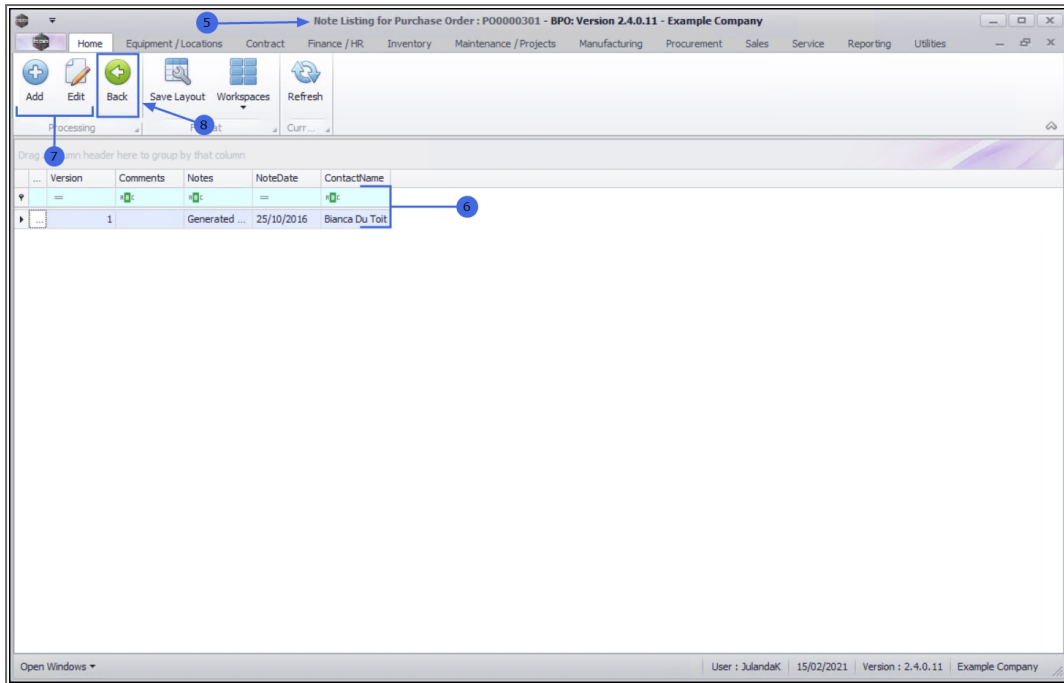 Note Listing for Purchase Order : PO0000301 - BPO: Version 2.4.0.11 - Example Company
5
Home Equipment / Locations Contract Finance / HR Inventory Maintenance / Projects Manufacturing Procurement Sales Service Reporting Utilities
Add Edit Back Save Layout Workspaces Refresh
Processing Curr...
8
7
Drag header here to group by that column
... Version Comments Notes NoteDate ContactName
= =
6
... 1 Generated ... 25/10/2016 Bianca Du Toit
Open Windows User : JulandaK 15/02/2021 Version : 2.4.0.11 Example Company